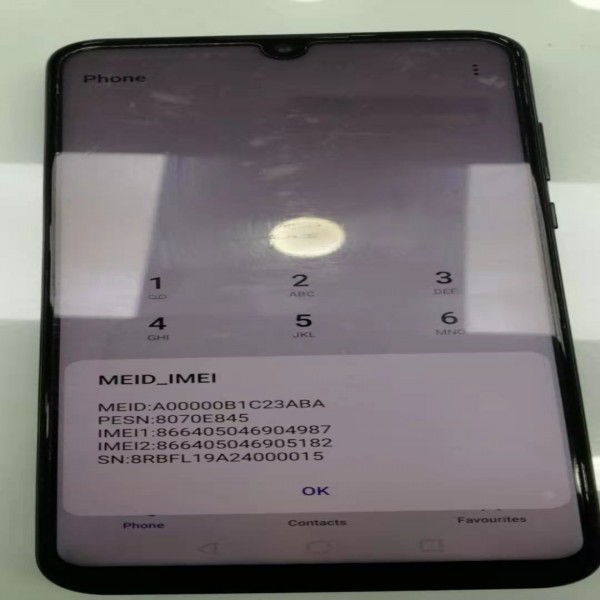 Phone
1 2 3
QO ABC DEF
4 5 6
GHI JKL MNO
MEID_IMEI
MEID:A00000B1C23ABA
PESN:8070E845
IMEI1:866405046904987
IMEI2:866405046905182
SN:8RBFL19A24000015
OK
Phone Contacts Favourites